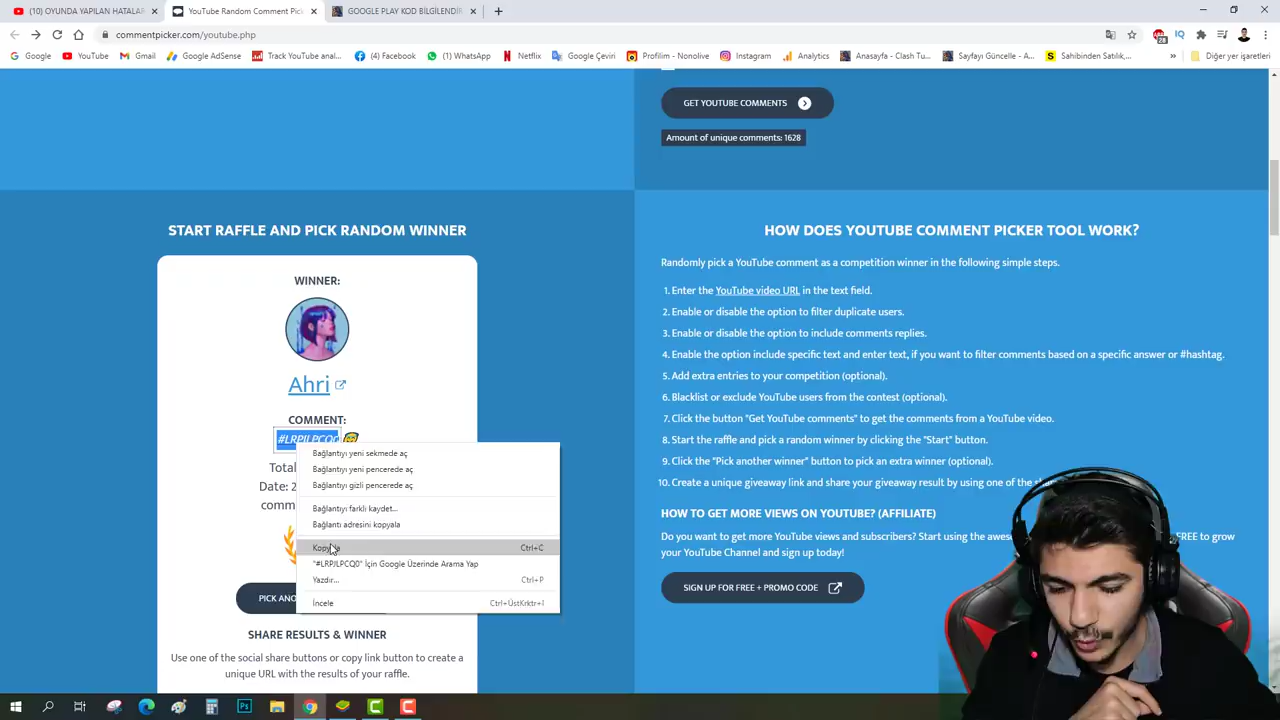 (10) OYUNDA YAPILAN HATALAR
YouTube Random Comment Pick
GOOGLE PLAY KOD BİLGİLENDİR
commentpicker.com/youtube.php
28
IQ
Google
YouTube
Gmail
Google AdSense
Track YouTube anal...
(4) Facebook
(1) WhatsApp
Netflix
Google Çeviri
Profilim - Nonolive
Instagram
Analytics
Anasayfa - Clash Tu...
Sayfayı Güncelle - A...
Sahibinden Satılık,...
»
Diğer yer işaretleri
GET YOUTUBE COMMENTS
Amount of unique comments: 1628
START RAFFLE AND PICK RANDOM WINNER
WINNER:
Ahri
COMMENT:
#LRPJLPCQ0
Total
Date: 2
comm
PICK ANO
SHARE RESULTS & WINNER
Use one of the social share buttons or copy link button to create a
unique URL with the results of your raffle.
Bağlantıyı yeni sekmede aç
Bağlantıyı yeni pencerede aç
Bağlantıyı gizli pencerede aç
Bağlantıyı farklı kaydet...
Bağlantı adresini kopyala
Kopyala Ctrl+C
"#LRPJLPCQ0" İçin Google Üzerinde Arama Yap
Yazdır... Ctrl+P
İncele Ctrl+ÜstKrktr+I
HOW DOES YOUTUBE COMMENT PICKER TOOL WORK?
Randomly pick a YouTube comment as a competition winner in the following simple steps.
1. Enter the YouTube video URL in the text field.
2. Enable or disable the option to filter duplicate users.
3. Enable or disable the option to include comments replies.
4. Enable the option include specific text and enter text, if you want to filter comments based on a specific answer or #hashtag.
5. Add extra entries to your competition (optional).
6. Blacklist or exclude YouTube users from the contest (optional).
7. Click the button "Get YouTube comments" to get the comments from a YouTube video.
8. Start the raffle and pick a random winner by clicking the "Start" button.
9. Click the "Pick another winner" button to pick an extra winner (optional).
10. Create a unique giveaway link and share your giveaway result by using one of the sh
HOW TO GET MORE VIEWS ON YOUTUBE? (AFFILIATE)
Do you want to get more YouTube views and subscribers? Start using the awes
FREE to grow
your YouTube Channel and sign up today!
SIGN UP FOR FREE + PROMO CODE
Ps